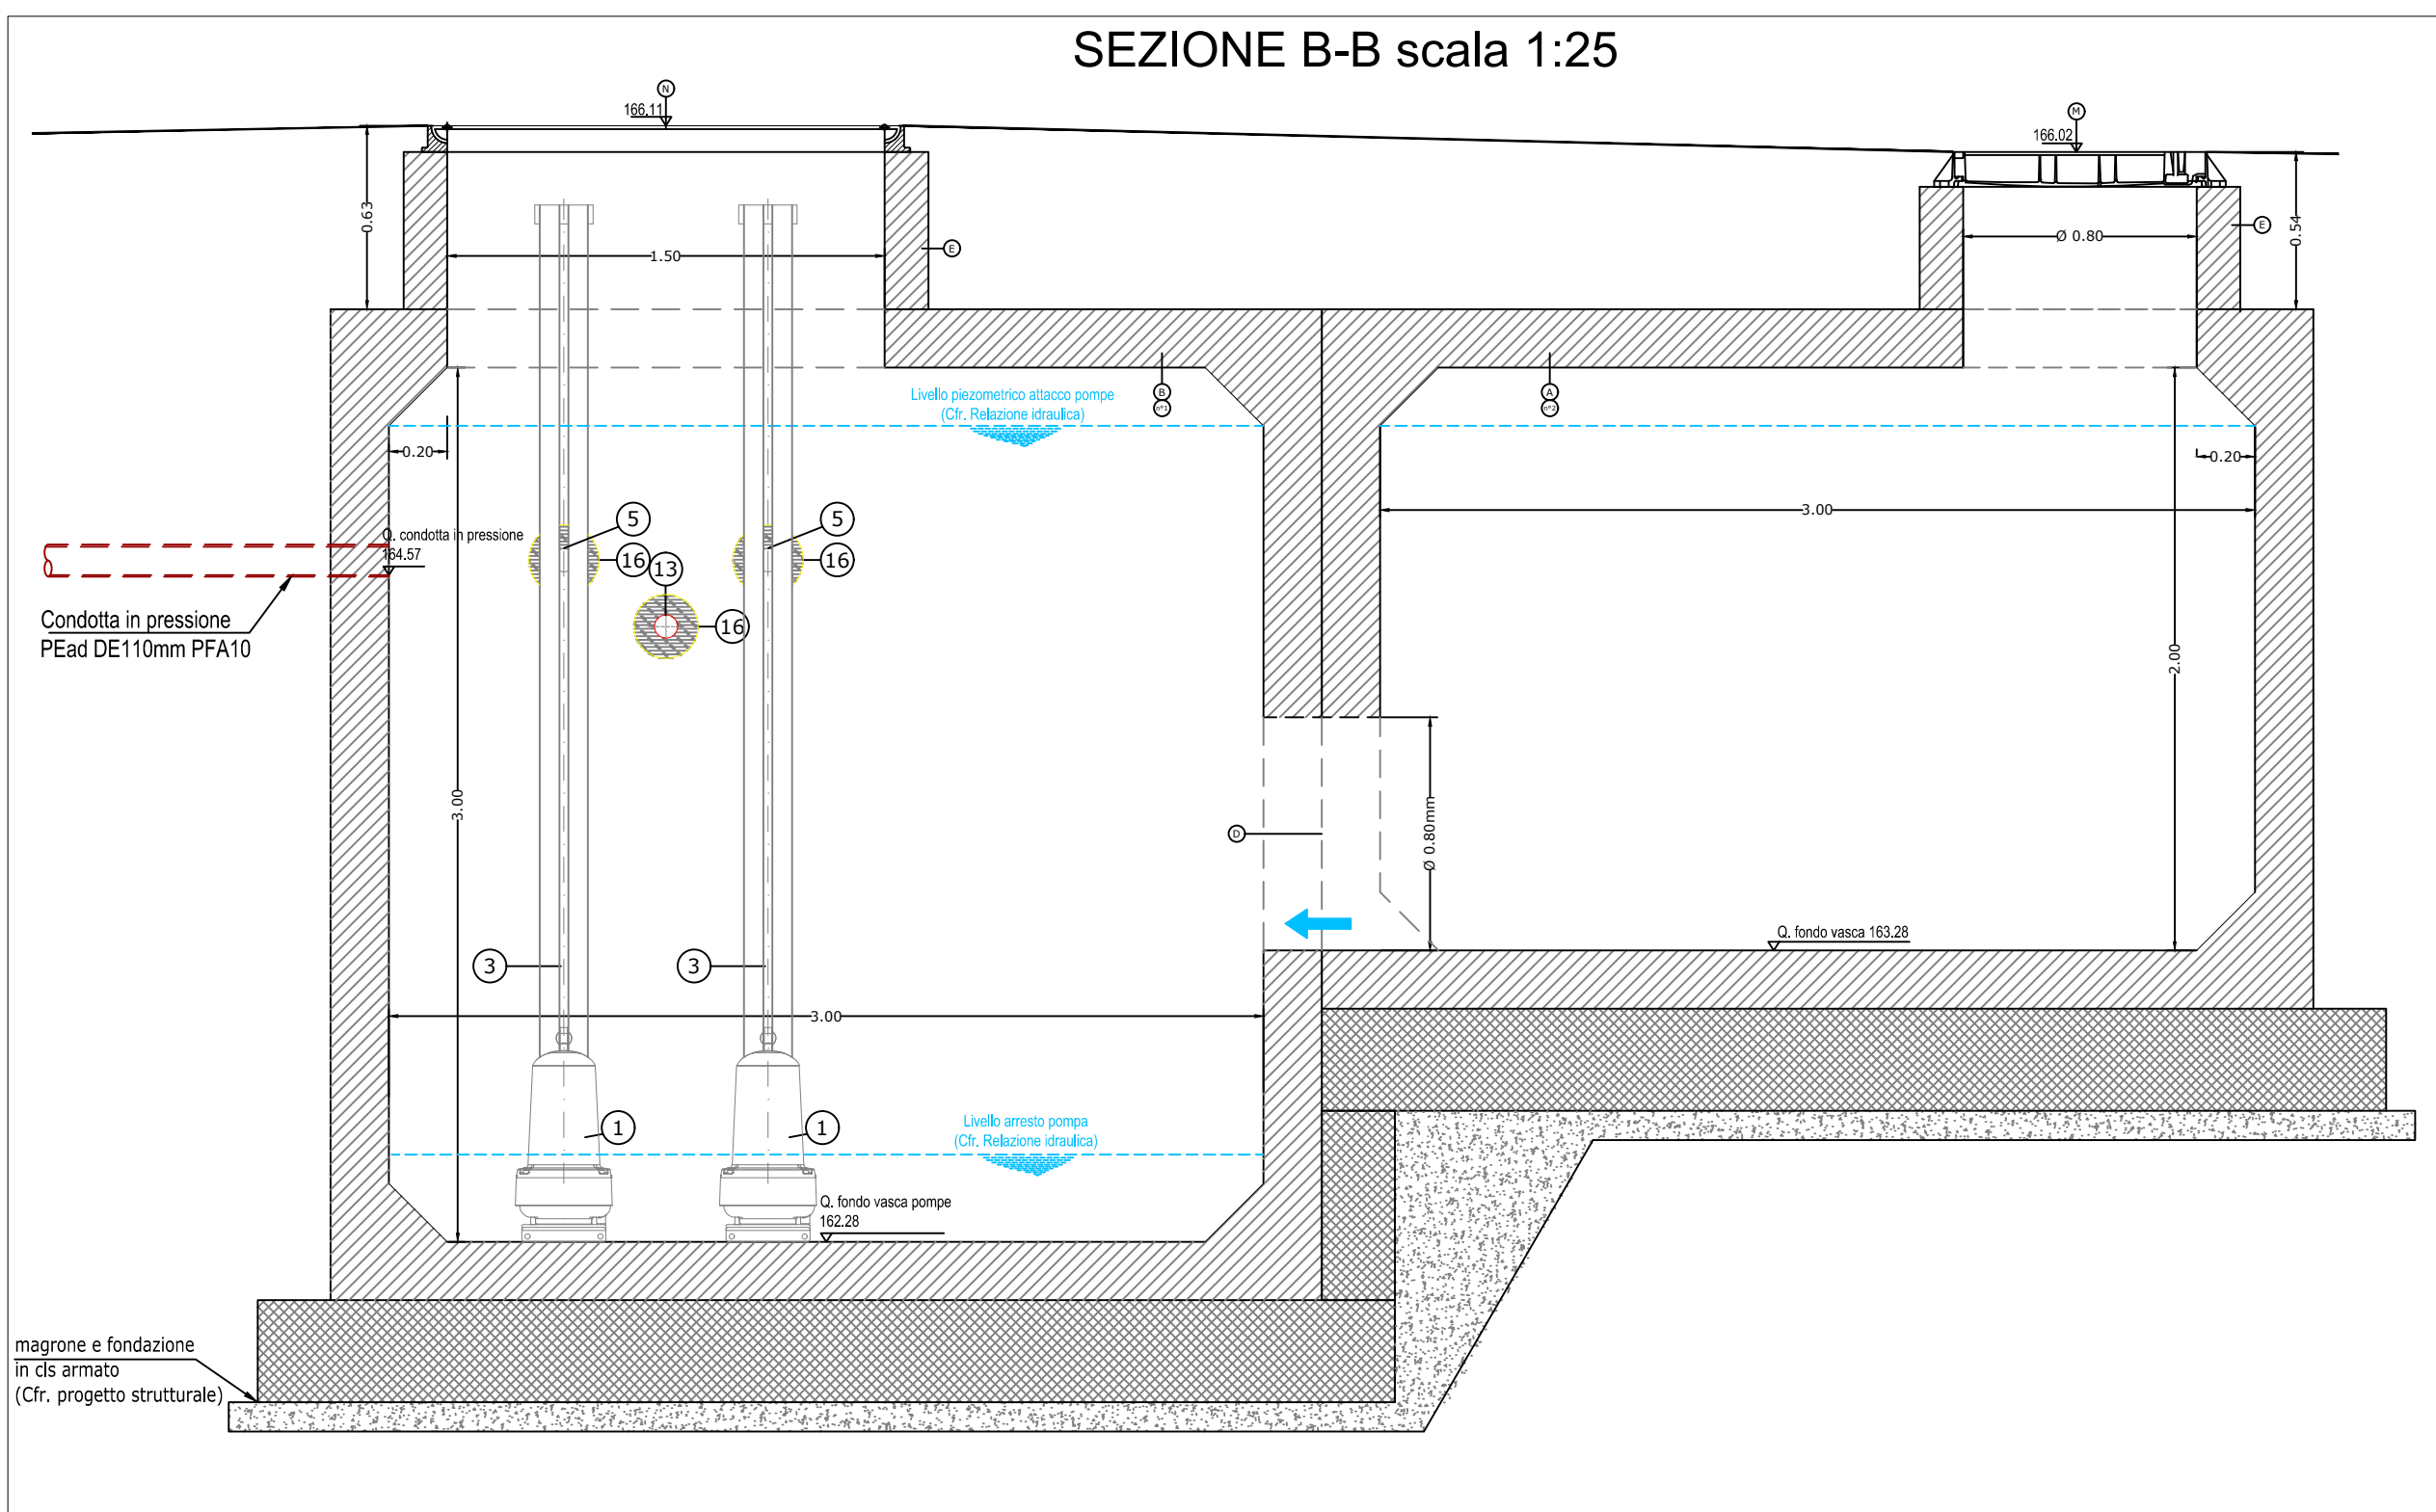 SEZIONE B-B scala 1:25
N
166.11
M
166.02
0.63
1.50
E
Ø 0.80
E
0.54
Livello piezometrico attacco pompe
(Cfr. Relazione idraulica)
B
n°1
A
n°2
0.20
0.20
3.00
5
5
Q. condotta in pressione
164.57
16
13
16
16
Condotta in pressione
PEad DE110mm PFA10
2.00
3.00
D
Ø 0.80mm
Q. fondo vasca 163.28
3
3
3.00
1
1
Livello arresto pompa
(Cfr. Relazione idraulica)
Q. fondo vasca pompe
162.28
magrone e fondazione
in cls armato
(Cfr. progetto strutturale)